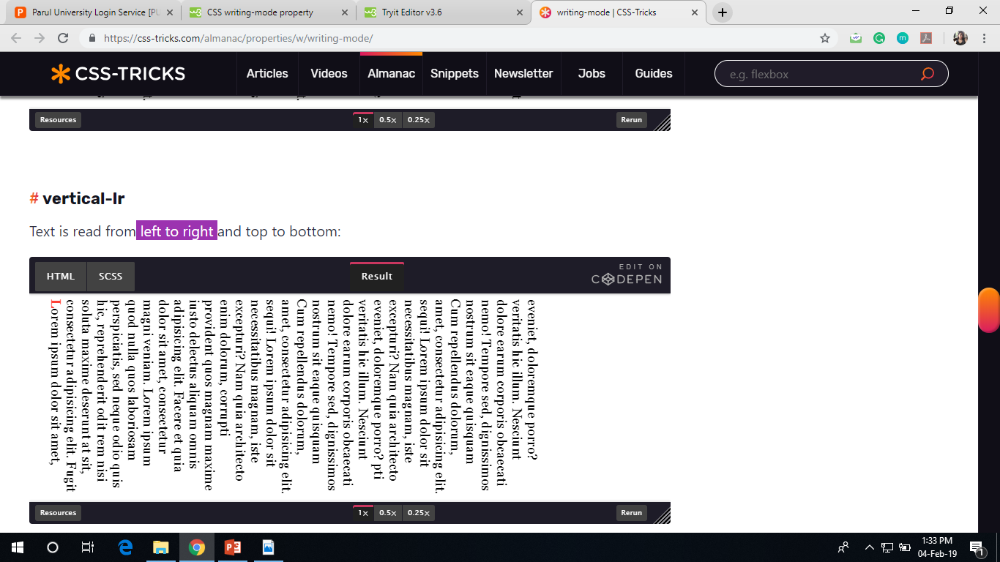 Parul University Login Service [PU
CSS writing-mode property
Tryit Editor v3.6
writing-mode | CSS-Tricks
https://css-tricks.com/almanac/properties/w/writing-mode/
CSS-TRICKS
Articles
Videos
Almanac
Snippets
Newsletter
Jobs
Guides
e.g. flexbox
Resources
1x
0.5x
0.25x
Rerun
# vertical-lr
Text is read from left to right and top to bottom:
HTML
SCSS
Result
EDIT ON
CODEPEN
Lorem ipsum dolor sit amet,
consectetur adipisicing elit. Fugit
soluta maxime deserunt at sit,
hic, reprehenderit odit rem nisi
perspiciatis, sed neque odio quis
quod nulla quos laboriosam
magni veniam. Lorem ipsum
dolor sit amet, consectetur
adipisicing elit. Facere et quia
iusto delectus aliquam omnis
provident quos magnam maxime
enim dolorum, corrupti
excepturi? Nam quia architecto
necessitatibus magnam, iste
sequi! Lorem ipsum dolor sit
amet, consectetur adipisicing elit.
Cum repellendus dolorum,
nostrum sit eaque quisquam
nemo! Tempore sed, dignissimos
dolore earum corporis obcaecati
veritatis hic illum. Nesciunt
eveniet, doloremque porro? pti
excepturi? Nam quia architecto
necessitatibus magnam, iste
sequi! Lorem ipsum dolor sit
amet, consectetur adipisicing elit.
Cum repellendus dolorum,
nostrum sit eaque quisquam
nemo! Tempore sed, dignissimos
dolore earum corporis obcaecati
veritatis hic illum. Nesciunt
eveniet, doloremque porro?
Resources
1x
0.5x
0.25x
Rerun
1:33 PM
04-Feb-19
1